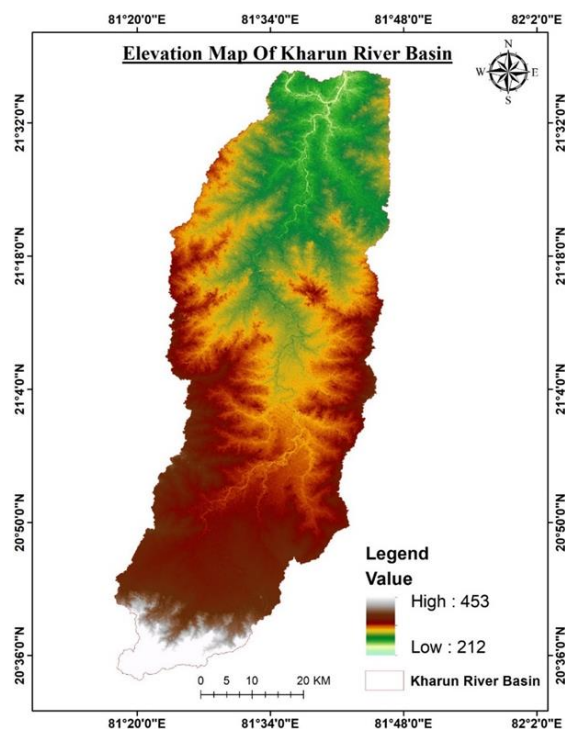 81°20'0"E 81°34'0"E 81°48'0"E 82°2'0"E
Elevation Map Of Kharun River Basin
N
W E
S
21°32'0"N 21°32'0"N
21°18'0"N 21°18'0"N
21°4'0"N 21°4'0"N
20°50'0"N 20°50'0"N
Legend
Value
High : 453
Low : 212
20°36'0"N 20°36'0"N
Kharun River Basin
0 5 10 20 KM
81°20'0"E 81°34'0"E 81°48'0"E 82°2'0"E